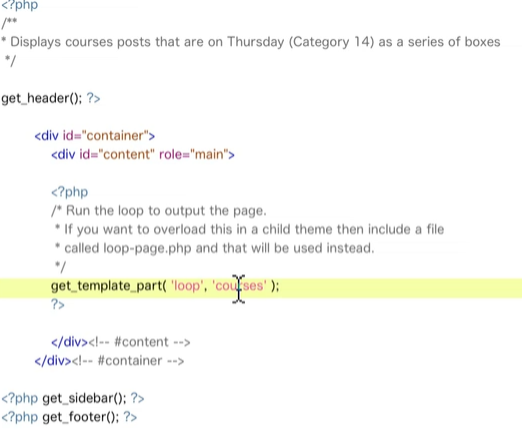 <?php
/**
* Displays courses posts that are on Thursday (Category 14) as a series of boxes
*/
get_header(); ?>
<div id="container">
<div id="content" role="main">
<?php
/* Run the loop to output the page.
* If you want to overload this in a child theme then include a file
* called loop-page.php and that will be used instead.
*/
get_template_part( 'loop', 'courses' );
?>
</div><!-- #content -->
</div><!-- #container -->
<?php get_sidebar(); ?>
<?php get_footer(); ?>